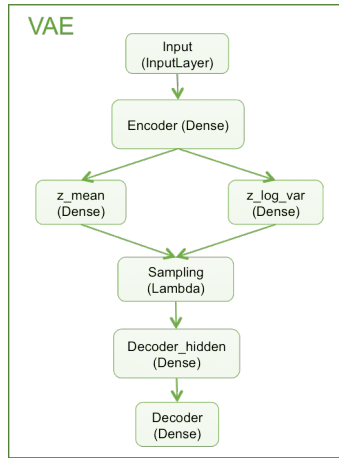 VAE
Input
(InputLayer)
Encoder (Dense)
z_mean
(Dense)
z_log_var
(Dense)
Sampling
(Lambda)
Decoder_hidden
(Dense)
Decoder
(Dense)